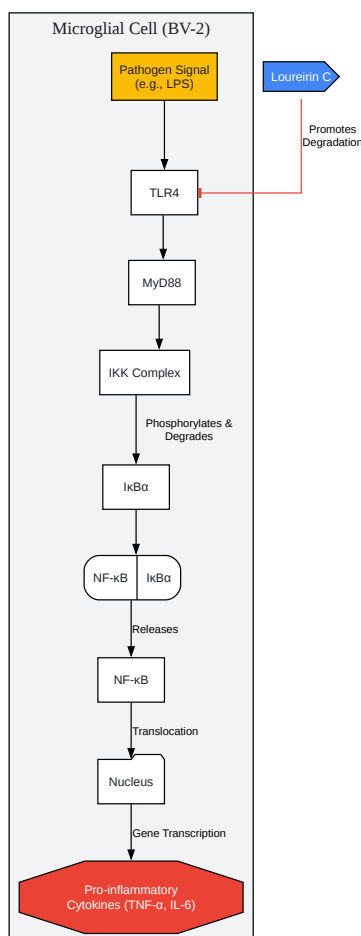 Microglial Cell (BV-2)
Pathogen Signal
(e.g., LPS)
Loureirin C
Promotes
Degradation
TLR4
MyD88
IKK Complex
Phosphorylates &
Degrades
IκBα
NF-κB IκBα
Releases
NF-κB
Translocation
Nucleus
Gene Transcription
Pro-inflammatory
Cytokines (TNF-α, IL-6)